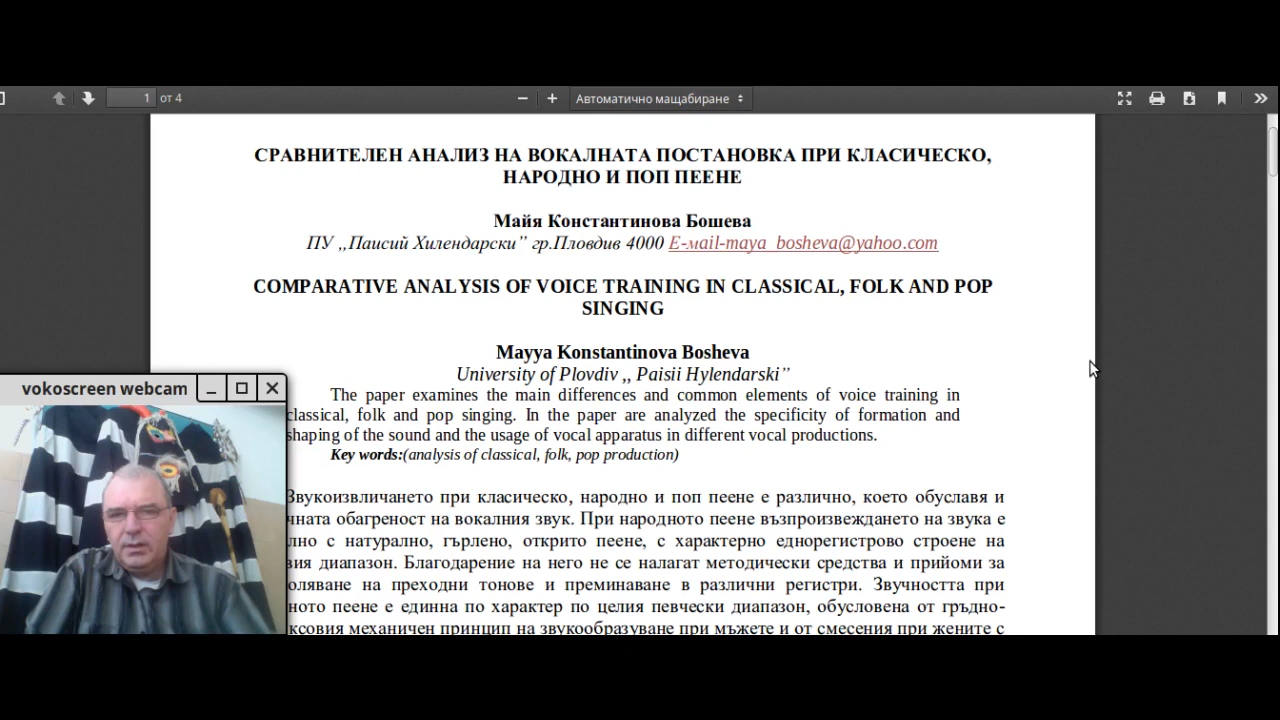 1 от 4
Автоматично мащабиране
СРАВНИТЕЛЕН АНАЛИЗ НА ВОКАЛНАТА ПОСТАНОВКА ПРИ КЛАСИЧЕСКО,
НАРОДНО И ПОП ПЕЕНЕ
Майя Константинова Бошева
ПУ „Паисий Хилендарски” гр.Пловдив 4000 E-мail-maya_bosheva@yahoo.com
COMPARATIVE ANALYSIS OF VOICE TRAINING IN CLASSICAL, FOLK AND POP
SINGING
Mayya Konstantinova Bosheva
University of Plovdiv „ Paisii Hylendarski”
The paper examines the main differences and common elements of voice training in
classical, folk and pop singing. In the paper are analyzed the specificity of formation and
shaping of the sound and the usage of vocal apparatus in different vocal productions.
Key words:(analysis of classical, folk, pop production)
Звукоизвличането при класическо, народно и поп пеене е различно, което обуславя и
чната обагреност на вокалния звук. При народното пеене възпроизвеждането на звука е
лно с натурално, гърлено, открито пеене, с характерно еднорегистрово строене на
вия диапазон. Благодарение на него не се налагат методически средства и прийоми за
оляване на преходни тонове и преминаване в различни регистри. Звучността при
ното пеене е единна по характер по целия певчески диапазон, обусловена от гръдно-
ксовия механичен принцип на звукообразуване при мъжете и от смесения при жените с
vokoscreen webcam